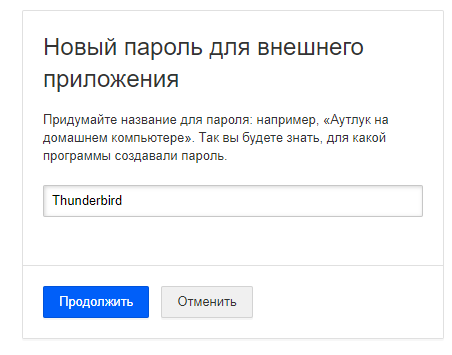 Новый пароль для внешнего
приложения
Придумайте название для пароля: например, «Аутлук на
домашнем компьютере». Так вы будете знать, для какой
программы создавали пароль.
Thunderbird
Продолжить
Отменить